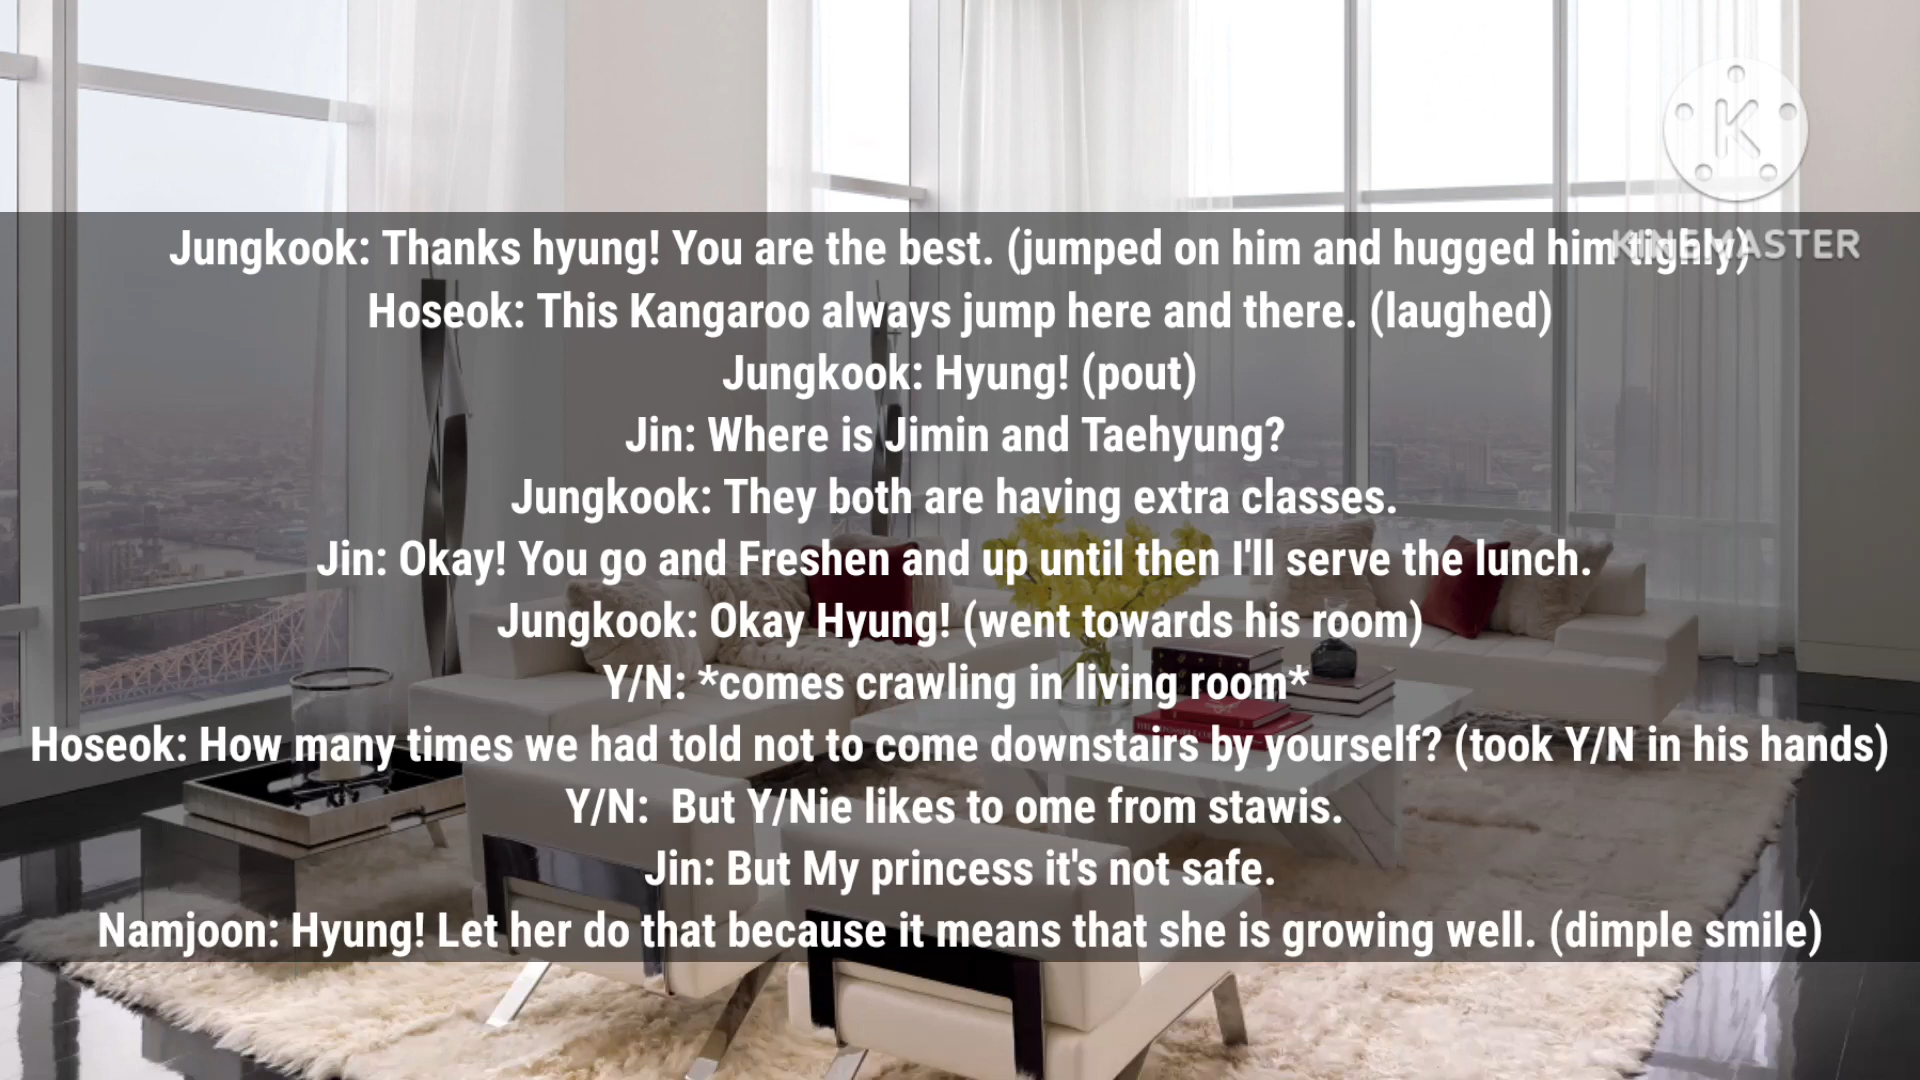 Jungkook: Thanks hyung! You are the best. (jumped on him and hugged him tighly)
KINEMASTER
Hoseok: This Kangaroo always jump here and there. (laughed)
Jungkook: Hyung! (pout)
Jin: Where is Jimin and Taehyung?
Jungkook: They both are having extra classes.
Jin: Okay! You go and Freshen and up until then I'll serve the lunch.
Jungkook: Okay Hyung! (went towards his room)
Y/N: *comes crawling in living room*
Hoseok: How many times we had told not to come downstairs by yourself? (took Y/N in his hands)
Y/N:  But Y/Nie likes to ome from stawis.
Jin: But My princess it's not safe.
Namjoon: Hyung! Let her do that because it means that she is growing well. (dimple smile)